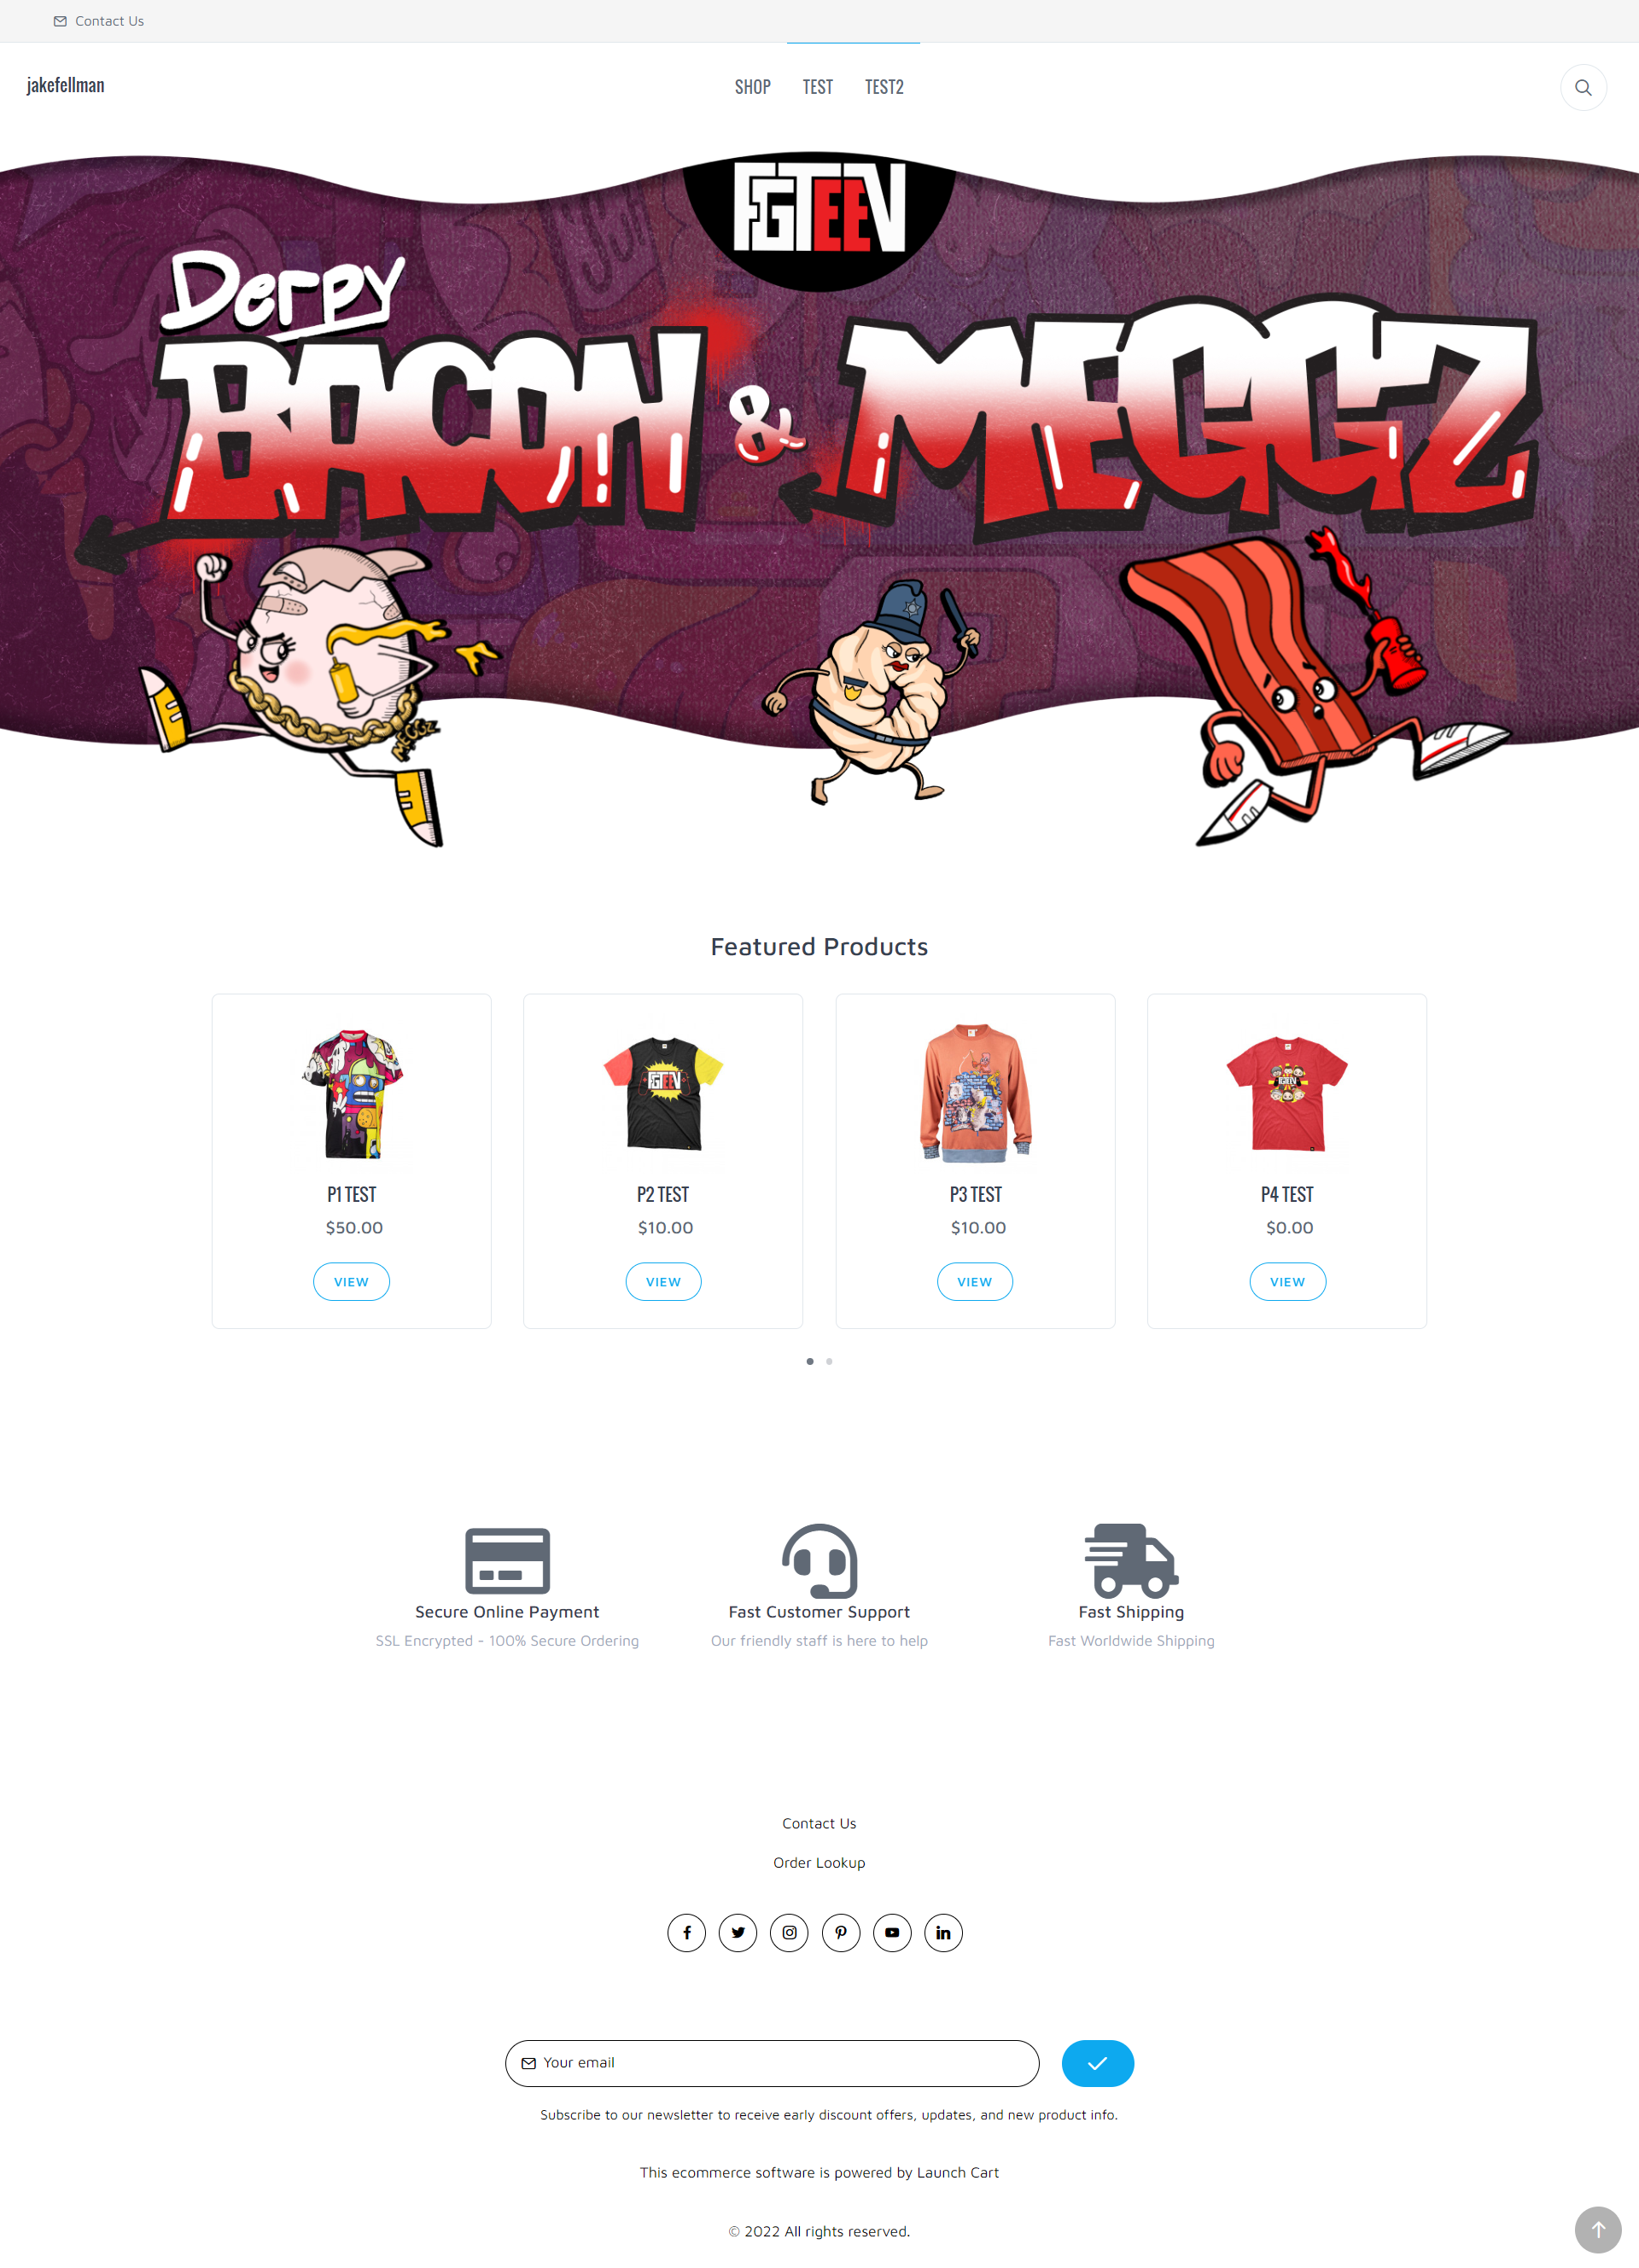 Contact Us
jakefellman
SHOP TEST TEST2
FGTEEV
Derpy
BACON & MEGGZ
MEGGZ
Featured Products
FGTEEV
FGTEEV
P1 TEST
P2 TEST
P3 TEST
P4 TEST
$50.00
$10.00
$10.00
$0.00
VIEW
VIEW
VIEW
VIEW
Secure Online Payment
Fast Customer Support
Fast Shipping
SSL Encrypted - 100% Secure Ordering
Our friendly staff is here to help
Fast Worldwide Shipping
Contact Us
Order Lookup
Your email
Subscribe to our newsletter to receive early discount offers, updates, and new product info.
This ecommerce software is powered by Launch Cart
© 2022 All rights reserved.